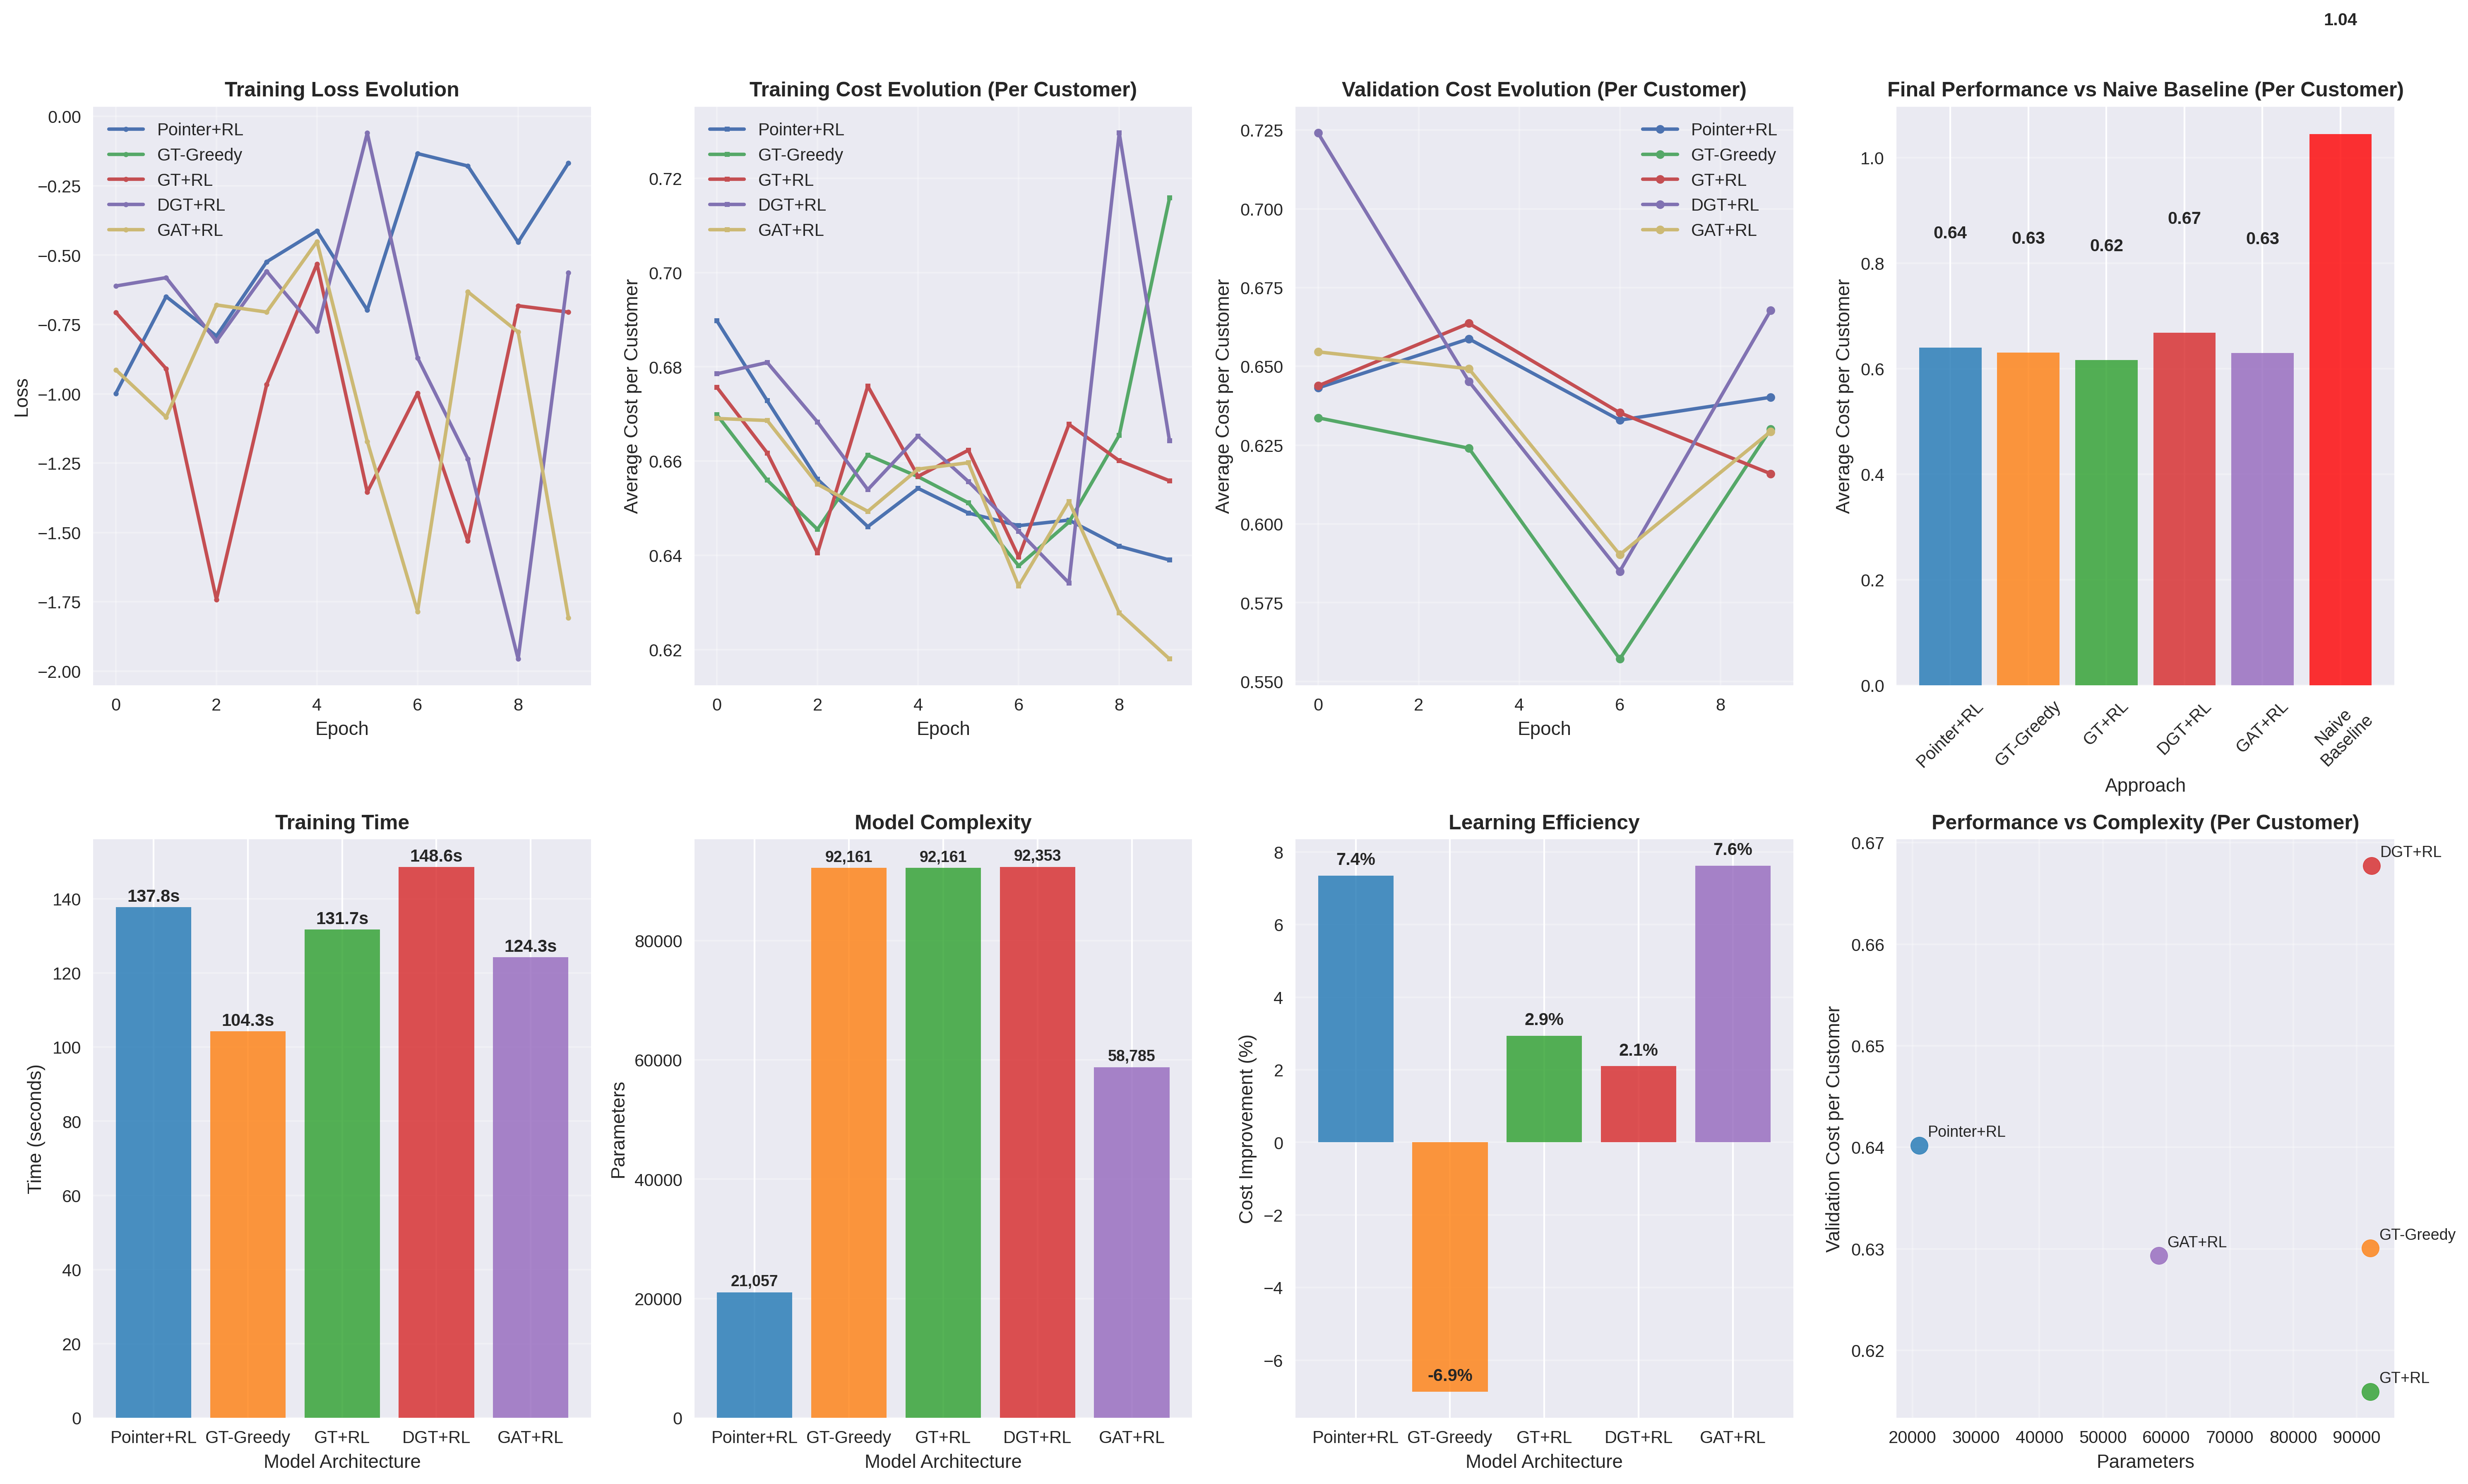 1.04
Training Loss Evolution
0.00
−0.25
−0.50
−0.75
−1.00
−1.25
−1.50
−1.75
−2.00
Loss
Pointer+RL
GT-Greedy
GT+RL
DGT+RL
GAT+RL
0 2 4 6 8
Epoch
Training Cost Evolution (Per Customer)
0.72
0.70
0.68
0.66
0.64
0.62
Average Cost per Customer
Pointer+RL
GT-Greedy
GT+RL
DGT+RL
GAT+RL
0 2 4 6 8
Epoch
Validation Cost Evolution (Per Customer)
0.725
0.700
0.675
0.650
0.625
0.600
0.575
0.550
Average Cost per Customer
Pointer+RL
GT-Greedy
GT+RL
DGT+RL
GAT+RL
0 2 4 6 8
Epoch
Final Performance vs Naive Baseline (Per Customer)
1.0
0.8
0.6
0.4
0.2
0.0
Average Cost per Customer
0.64 0.63 0.62 0.67 0.63
Pointer+RL
GT-Greedy
GT+RL
DGT+RL
GAT+RL
Naive
Baseline
Approach
Training Time
140
120
100
80
60
40
20
0
Time (seconds)
137.8s
104.3s
131.7s
148.6s
124.3s
Pointer+RL GT-Greedy GT+RL DGT+RL GAT+RL
Model Architecture
Model Complexity
80000
60000
40000
20000
0
Parameters
21,057
92,161
92,161
92,353
58,785
Pointer+RL GT-Greedy GT+RL DGT+RL GAT+RL
Model Architecture
Learning Efficiency
8
6
4
2
0
−2
−4
−6
Cost Improvement (%)
7.4%
-6.9%
2.9%
2.1%
7.6%
Pointer+RL GT-Greedy GT+RL DGT+RL GAT+RL
Model Architecture
Performance vs Complexity (Per Customer)
0.67
0.66
0.65
0.64
0.63
0.62
Validation Cost per Customer
DGT+RL
Pointer+RL
GT-Greedy
GAT+RL
GT+RL
20000 30000 40000 50000 60000 70000 80000 90000
Parameters